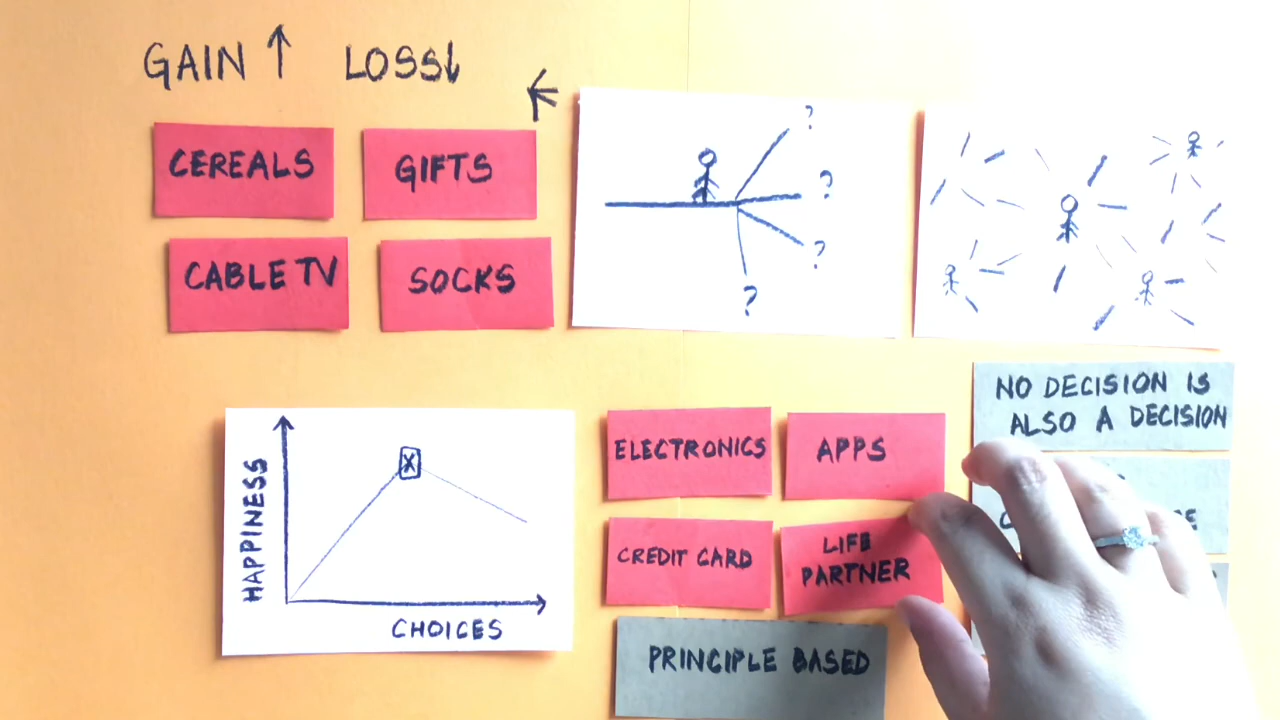 GAIN ↑ LOSS↓
CEREALS
GIFTS
CABLE TV
SOCKS
?
?
?
?
HAPPINESS
X
CHOICES
ELECTRONICS
APPS
CREDIT CARD
LIFE
PARTNER
PRINCIPLE BASED
NO DECISION IS
ALSO A DECISION